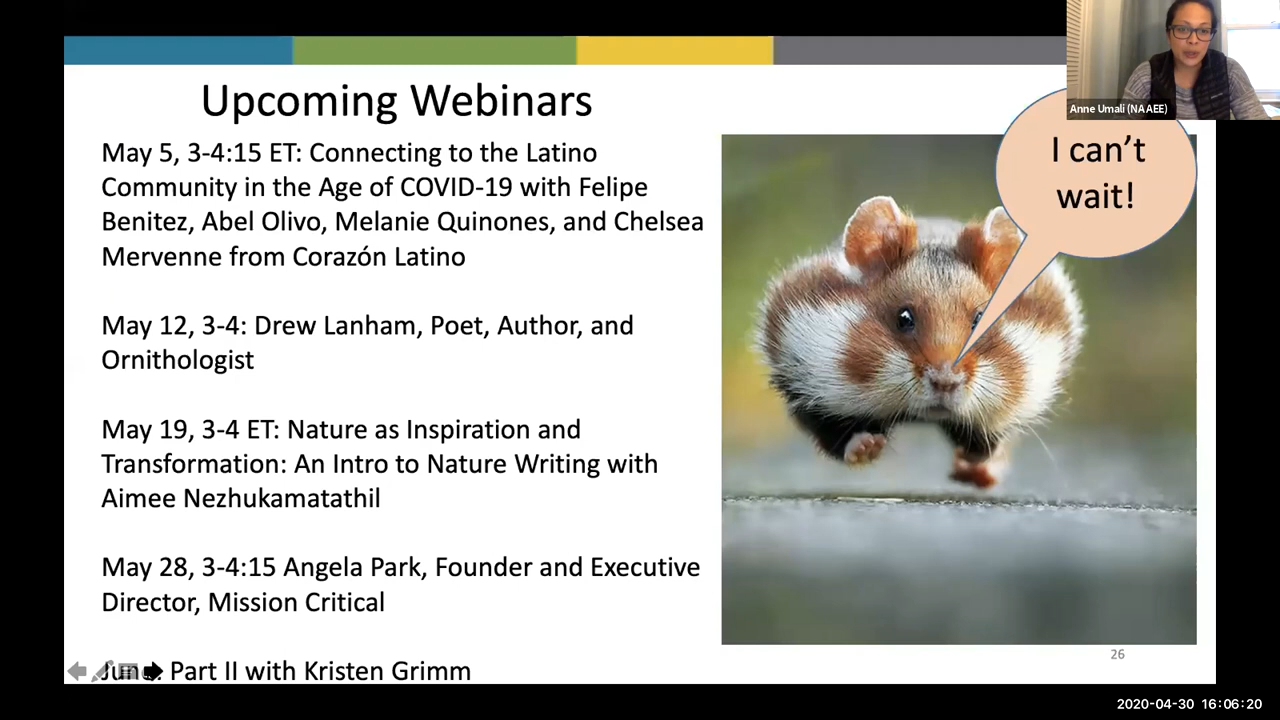 Anne Umali (NAAEE)
Upcoming Webinars
I can't
wait!
May 5, 3-4:15 ET: Connecting to the Latino
Community in the Age of COVID-19 with Felipe
Benitez, Abel Olivo, Melanie Quinones, and Chelsea
Mervenne from Corazón Latino
May 12, 3-4: Drew Lanham, Poet, Author, and
Ornithologist
May 19, 3-4 ET: Nature as Inspiration and
Transformation: An Intro to Nature Writing with
Aimee Nezhukamatathil
May 28, 3-4:15 Angela Park, Founder and Executive
Director, Mission Critical
Part II with Kristen Grimm
26
2020-04-30 16:06:20